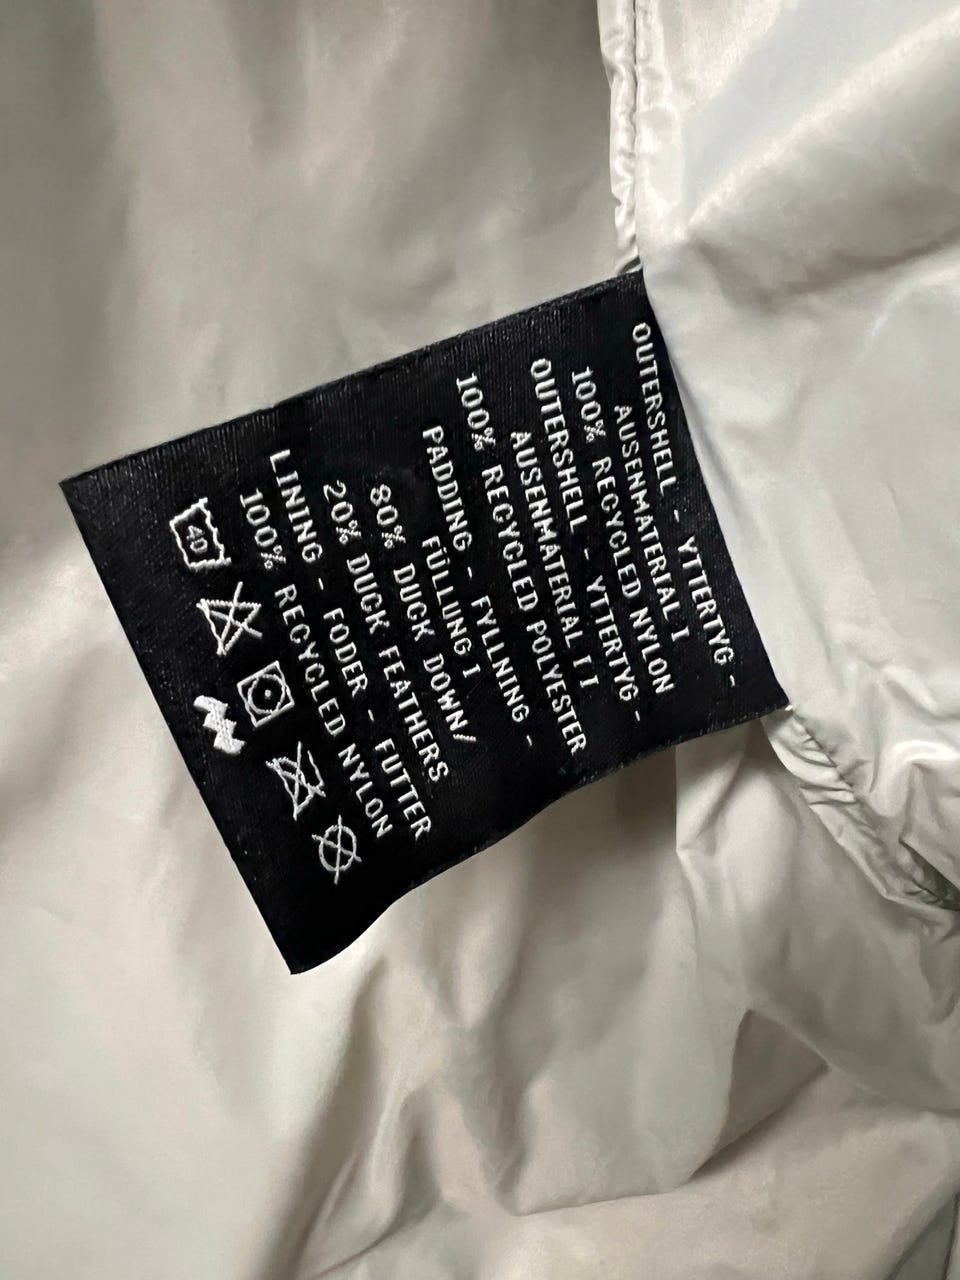 OUTERSHELL - YTTERTYG -
AUSENMATERIAL I
100% RECYCLED NYLON
OUTERSHELL - YTTERTYG -
AUSENMATERIAL II
100% RECYCLED POLYESTER
PADDING - FYLLNING -
FÜLLUNG I
80% DUCK DOWN/
20% DUCK FEATHERS
LINING - FODER - FUTTER
100% RECYCLED NYLON
40